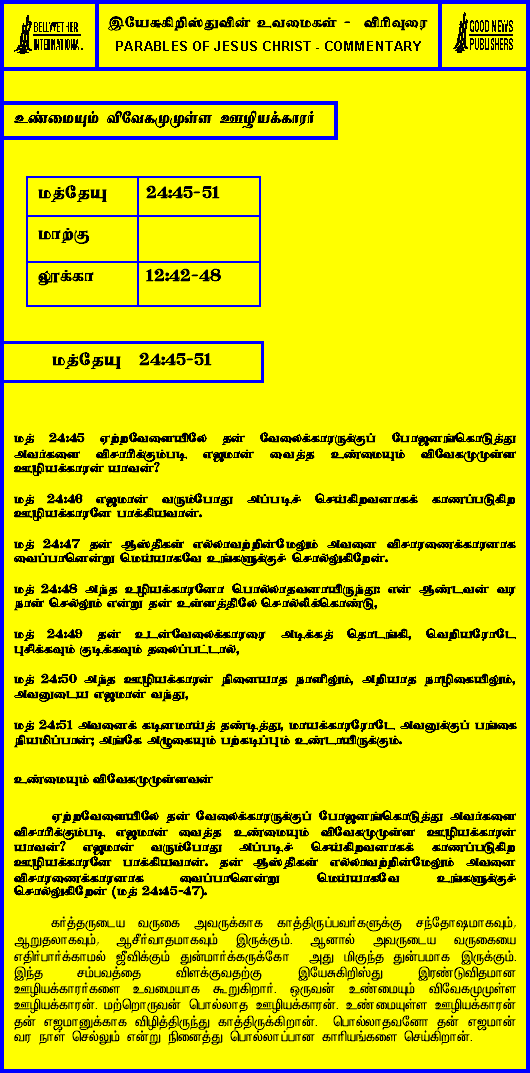 BELLWETHER
INTERNATIONAL
இயேசுகிறிஸ்துவின் உவமைகள் - விரிவுரை
PARABLES OF JESUS CHRIST - COMMENTARY
GOOD NEWS
PUBLISHERS
உண்மையும் விவேகமுமுள்ள ஊழியக்காரர்
மத்தேயு 24:45-51
மாற்கு
லூக்கா 12:42-48
மத்தேயு 24:45-51
மத் 24:45 ஏற்றவேளையிலே தன் வேலைக்காரருக்குப் போஜனங்கொடுத்து
அவர்களை விசாரிக்கும்படி எஜமான் வைத்த உண்மையும் விவேகமுமுள்ள
ஊழியக்காரன் யாவன்?
மத் 24:46 எஜமான் வரும்போது அப்படிச் செய்கிறவனாகக் காணப்படுகிற
ஊழியக்காரனே பாக்கியவான்.
மத் 24:47 தன் ஆஸ்திகள் எல்லாவற்றின்மேலும் அவனை விசாரணைக்காரனாக
வைப்பானென்று மெய்யாகவே உங்களுக்குச் சொல்லுகிறேன்.
மத் 24:48 அந்த உழியக்காரனோ பொல்லாதவனாயிருந்து: என் ஆண்டவன் வர
நாள் செல்லும் என்று தன் உள்ளத்திலே சொல்லிக்கொண்டு,
மத் 24:49 தன் உடன்வேலைக்காரரை அடிக்கத் தொடங்கி, வெறியரோடே
புசிக்கவும் குடிக்கவும் தலைப்பட்டால்,
மத் 24:50 அந்த ஊழியக்காரன் நினையாத நாளிலும், அறியாத நாழிகையிலும்,
அவனுடைய எஜமான் வந்து,
மத் 24:51 அவனைக் கடினமாய்த் தண்டித்து, மாயக்காரரோடே அவனுக்குப் பங்கை
நியமிப்பான்; அங்கே அழுகையும் பற்கடிப்பும் உண்டாயிருக்கும்.
உண்மையும் விவேகமுமுள்ளவன்
ஏற்றவேளையிலே தன் வேலைக்காரருக்குப் போஜனங்கொடுத்து அவர்களை
விசாரிக்கும்படி எஜமான் வைத்த உண்மையும் விவேகமுமுள்ள ஊழியக்காரன்
யாவன்? எஜமான் வரும்போது அப்படிச் செய்கிறவனாகக் காணப்படுகிற
ஊழியக்காரனே பாக்கியவான். தன் ஆஸ்திகள் எல்லாவற்றின்மேலும் அவனை
விசாரணைக்காரனாக வைப்பானென்று மெய்யாகவே உங்களுக்குச்
சொல்லுகிறேன் (மத் 24:45-47).
கர்த்தருடைய வருகை அவருக்காக காத்திருப்பவர்களுக்கு சந்தோஷமாகவும்,
ஆறுதலாகவும், ஆசீர்வாதமாகவும் இருக்கும். ஆனால் அவருடைய வருகையை
எதிர்பார்க்காமல் ஜீவிக்கும் துன்மார்க்கருக்கோ அது மிகுந்த துன்பமாக இருக்கும்.
இந்த சம்பவத்தை விளக்குவதற்கு இயேசுகிறிஸ்து இரண்டுவிதமான
ஊழியக்காரர்களை உவமையாக கூறுகிறார். ஒருவன் உண்மையும் விவேகமுமுள்ள
ஊழியக்காரன். மற்றொருவன் பொல்லாத ஊழியக்காரன். உண்மையுள்ள ஊழியக்காரன்
தன் எஜமானுக்காக விழித்திருந்து காத்திருக்கிறான். பொல்லாதவனோ தன் எஜமான்
வர நாள் செல்லும் என்று நினைத்து பொல்லாப்பான காரியங்களை செய்கிறான்.